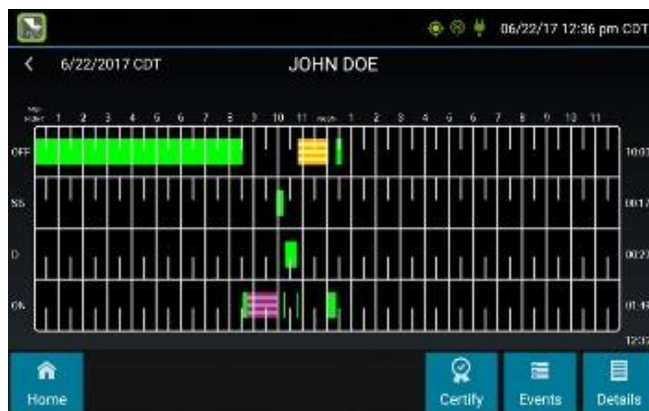 06/22/17 12:36 pm CDT
6/22/2017 CDT JOHN DOE
1 2 3 4 5 6 7 8 9 10 11 1 2 3 4 5 6 7 8 9 10 11
OFF
SB
D
ON
Home Certify Events Details